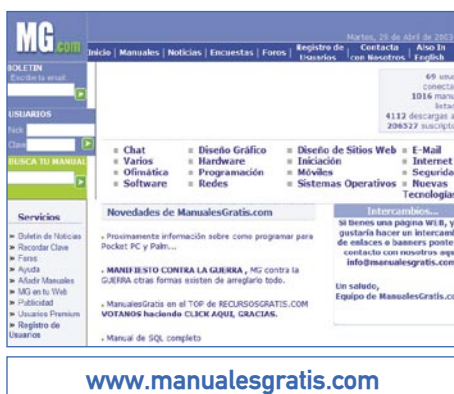 MG.com
Martes, 29 de Abril de 2003
Inicio | Manuales | Noticias | Encuestas | Foros | Registro de Usuarios | Contacta con Nosotros | Also In English
BOLETIN
Escribe tu email:
USUARIOS
Nick
Clave
BUSCA TU MANUAL
69
1016
4112 descargas
206527
Chat
Varios
Ofimática
Software
Diseño Gráfico
Hardware
Programación
Redes
Diseño de Sitios Web
Iniciación
Móviles
Sistemas Operativos
E-Mail
Internet
Nuevas Tecnologías
Servicios
Boletin de Noticias
Recordar Clave
Foros
Ayuda
Añadir Manuales
MG en tu Web
Publicidad
Usuarios Premium
Registro de
Usuarios
Novedades de ManualesGratis.com
Proximamente información sobre como programar para
Pocket PC y Palm...
MANIFIESTO CONTRA LA GUERRA , MG contra la
GUERRA otras formas existen de arreglarlo todo.
ManualesGratis en el TOP de RECURSOSGRATIS.COM
VOTANOS haciendo CLICK AQUI, GRACIAS.
Manual de SQL completo
Intercambios...
Si tienes una página WEB, y
gustaría hacer un intercambi
de enlaces o banners ponte
contacto con nosotros aqu
info@manualesgratis.com
Un saludo,
Equipo de ManuelesGratis.co
www.manualesgratis.com